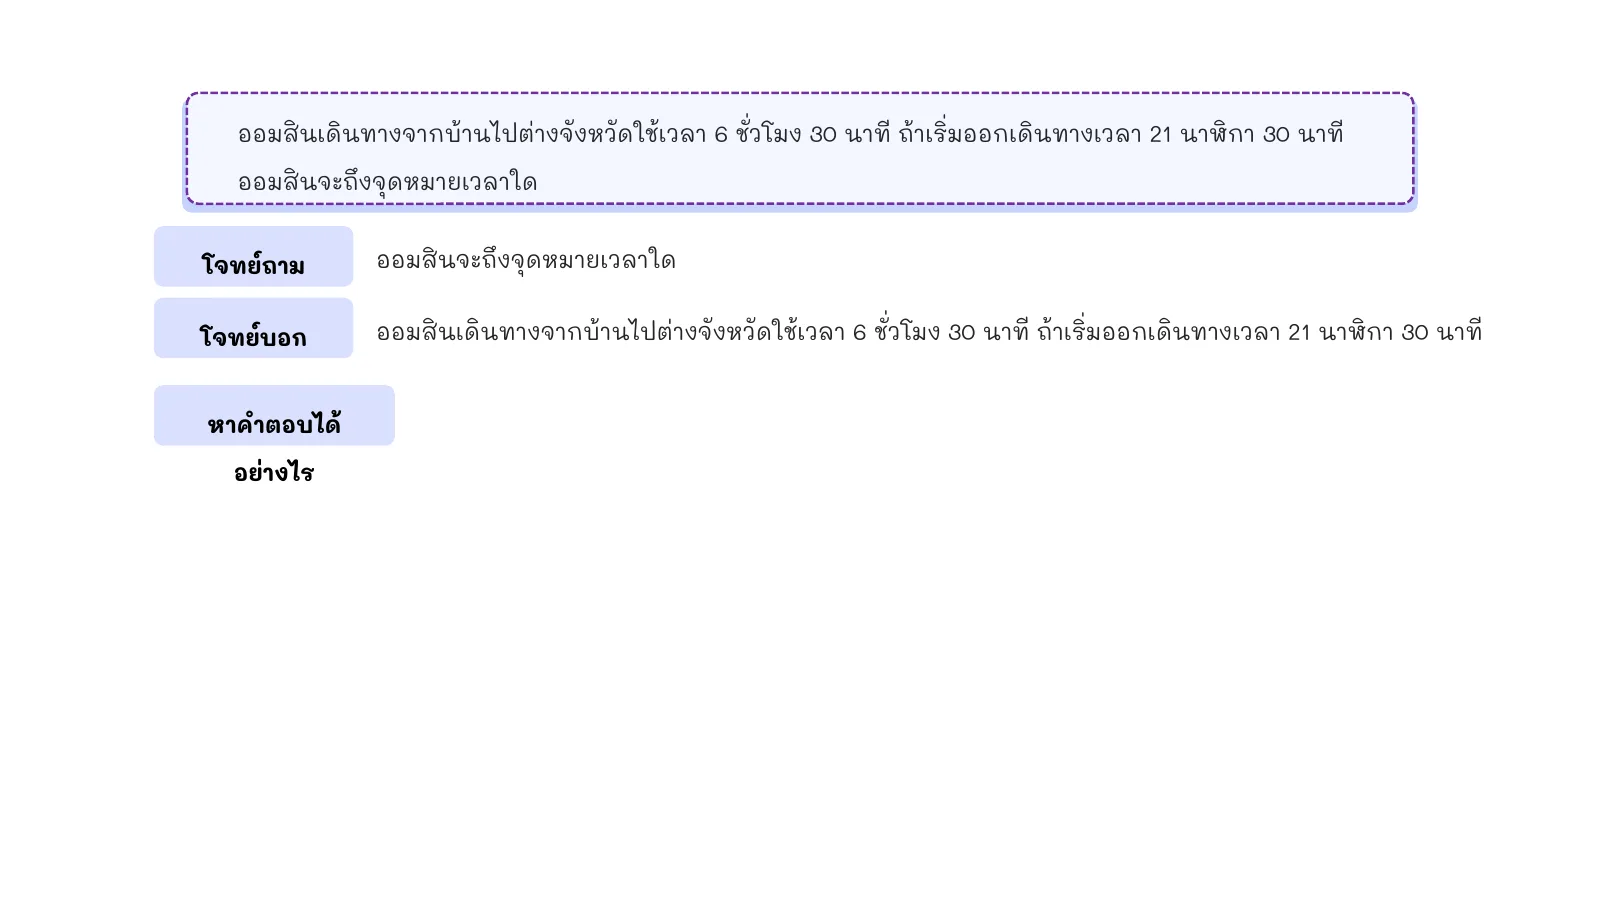 ออมสินเดินทางจากบ้านไปต่างจังหวัดใช้เวลา 6 ชั่วโมง 30 นาที ถ้าเริ่มออกเดินทางเวลา 21 นาฬิกา 30 นาที
ออมสินจะถึงจุดหมายเวลาใด
โจทย์ถาม ออมสินจะถึงจุดหมายเวลาใด
โจทย์บอก ออมสินเดินทางจากบ้านไปต่างจังหวัดใช้เวลา 6 ชั่วโมง 30 นาที ถ้าเริ่มออกเดินทางเวลา 21 นาฬิกา 30 นาที
หาคำตอบได้
อย่างไร